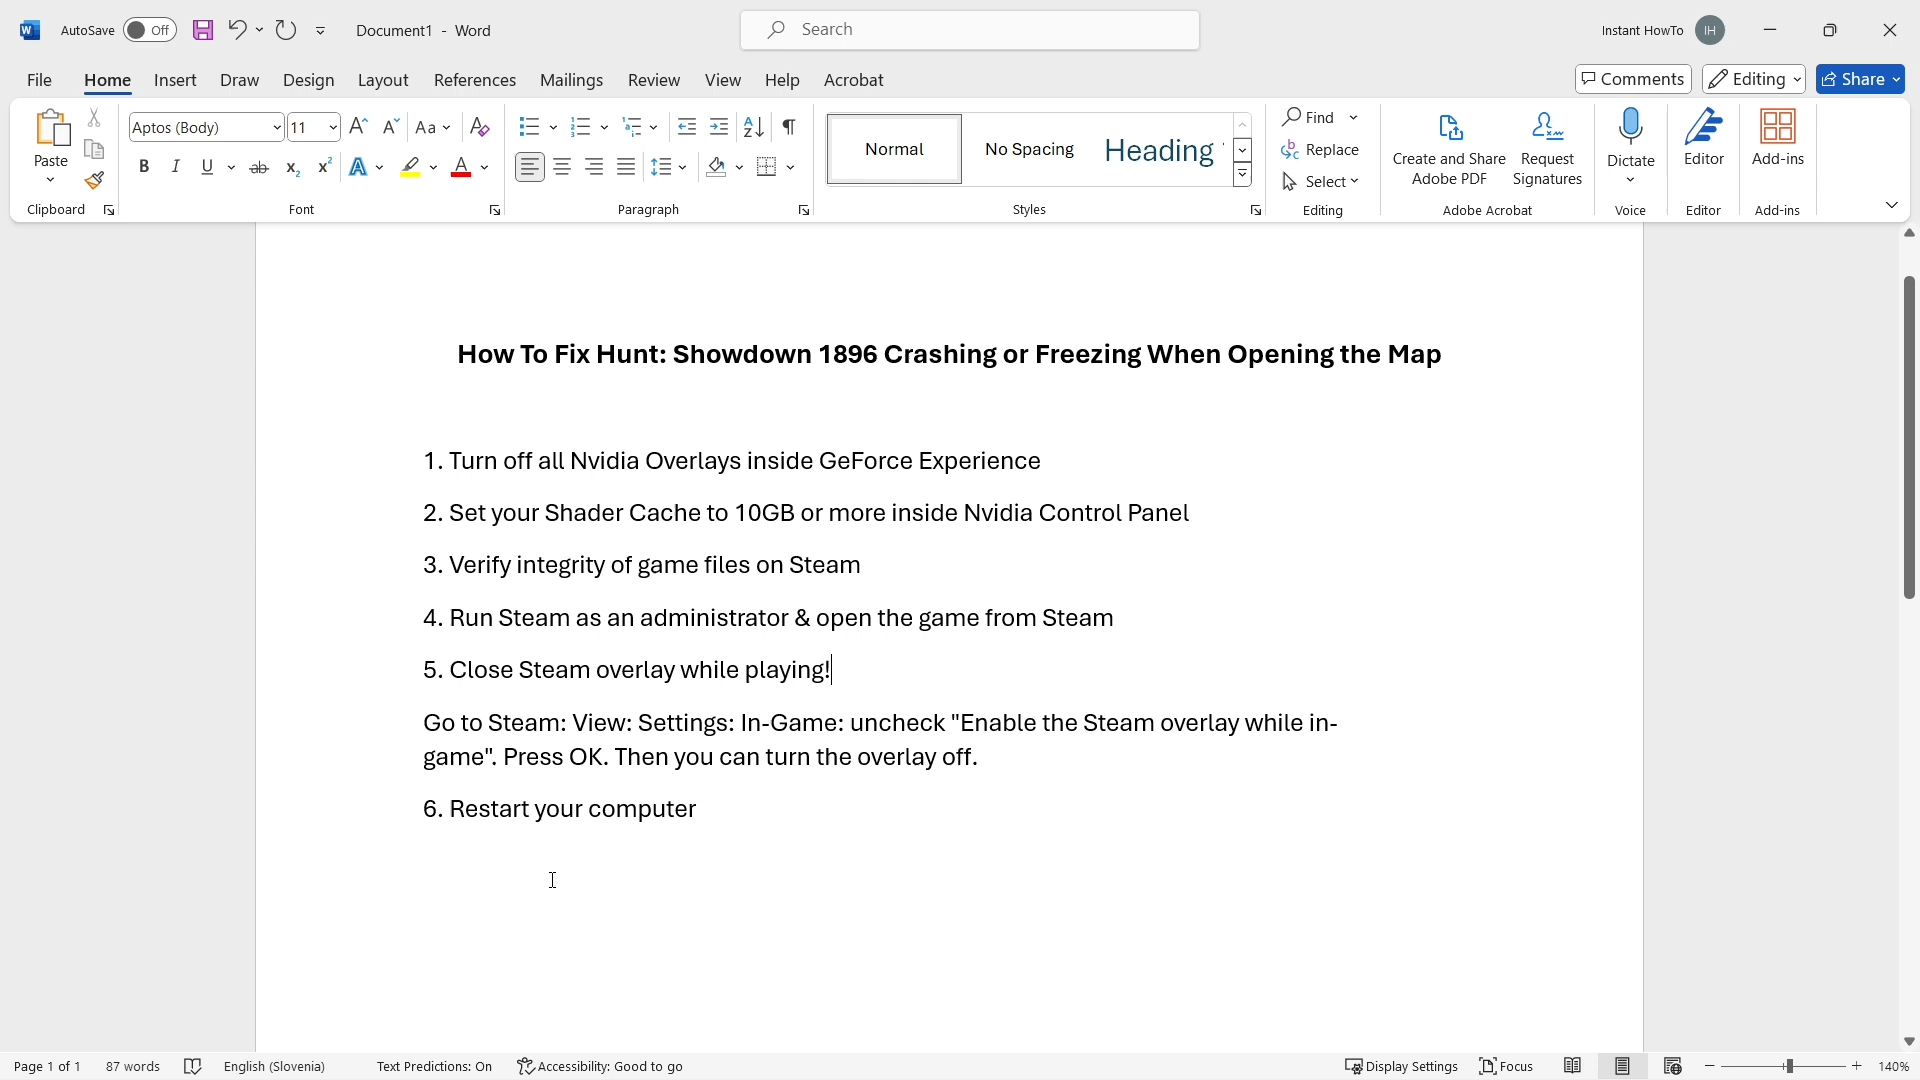 AutoSave Off Document1 - Word Search Instant HowTo IH
File Home Insert Draw Design Layout References Mailings Review View Help Acrobat Comments Editing Share
Paste Clipboard
Aptos (Body) 11 Aa
B I U ab x₂ x² A A
Font
Paragraph
Normal No Spacing Heading
Styles
Find
Replace
Select
Editing
Create and Share
Adobe PDF
Request
Signatures
Adobe Acrobat
Dictate
Voice
Editor
Editor
Add-ins
Add-ins
How To Fix Hunt: Showdown 1896 Crashing or Freezing When Opening the Map
1. Turn off all Nvidia Overlays inside GeForce Experience
2. Set your Shader Cache to 10GB or more inside Nvidia Control Panel
3. Verify integrity of game files on Steam
4. Run Steam as an administrator & open the game from Steam
5. Close Steam overlay while playing!
Go to Steam: View: Settings: In-Game: uncheck "Enable the Steam overlay while in-
game". Press OK. Then you can turn the overlay off.
6. Restart your computer
Page 1 of 1 87 words English (Slovenia) Text Predictions: On Accessibility: Good to go Display Settings Focus 140%